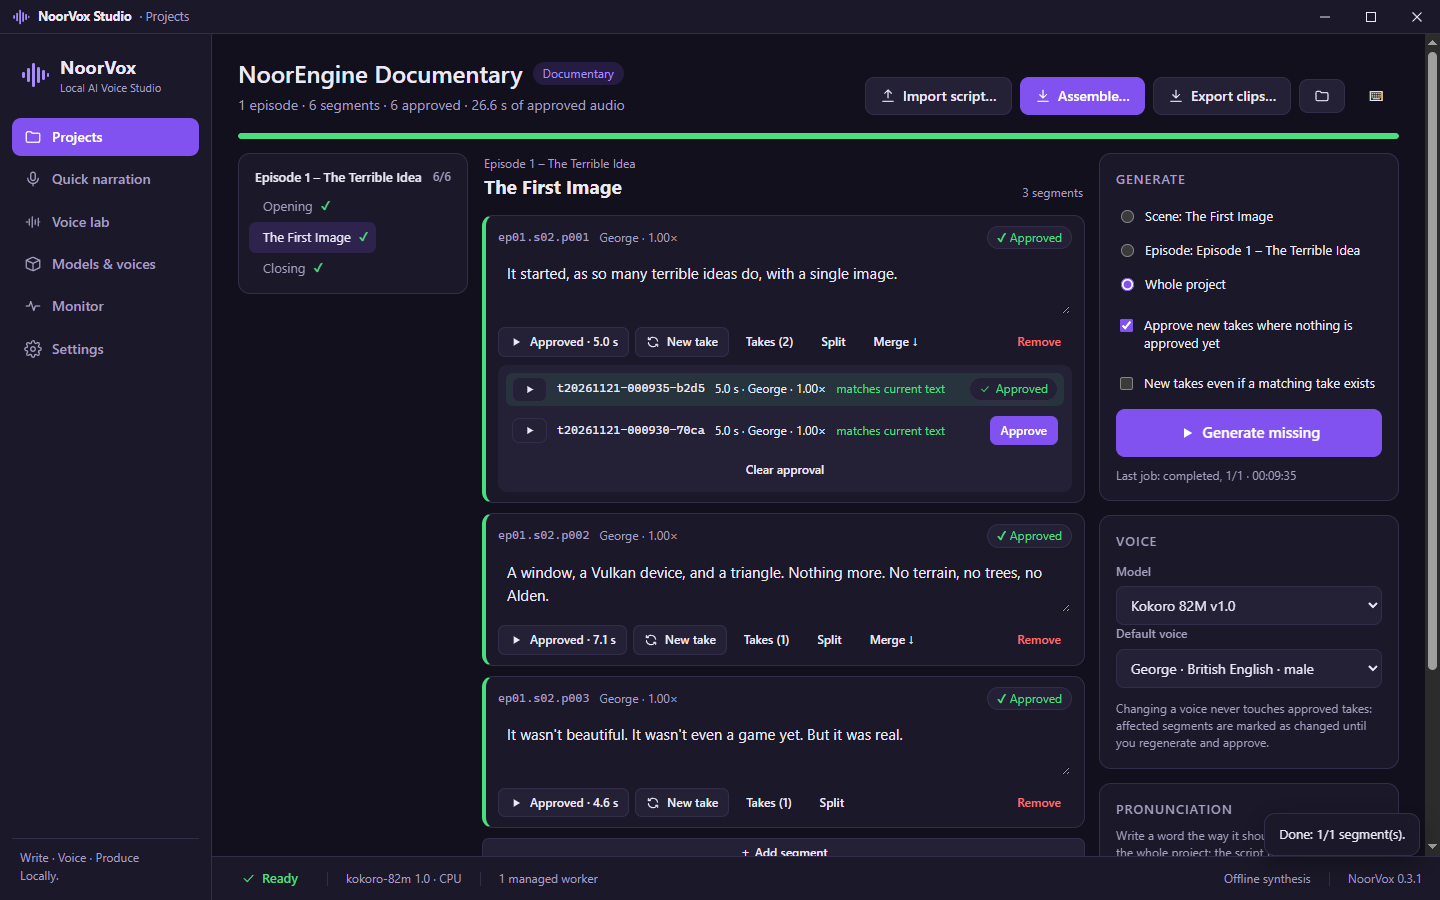 NoorVox Studio · Projects
NoorVox
Local AI Voice Studio
Projects
Quick narration
Voice lab
Models & voices
Monitor
Settings
Write · Voice · Produce
Locally.
NoorEngine Documentary Documentary
1 episode · 6 segments · 6 approved · 26.6 s of approved audio
Import script...
Assemble...
Export clips...
Episode 1 – The Terrible Idea 6/6
Opening ✓
The First Image ✓
Closing ✓
Episode 1 – The Terrible Idea
The First Image
3 segments
ep01.s02.p001 George · 1.00×
✓ Approved
It started, as so many terrible ideas do, with a single image.
Approved · 5.0 s New take Takes (2) Split Merge ↓ Remove
t20261121-000935-b2d5 5.0 s · George · 1.00× matches current text ✓ Approved
t20261121-000930-70ca 5.0 s · George · 1.00× matches current text Approve
Clear approval
ep01.s02.p002 George · 1.00×
✓ Approved
A window, a Vulkan device, and a triangle. Nothing more. No terrain, no trees, no
Alden.
Approved · 7.1 s New take Takes (1) Split Merge ↓ Remove
ep01.s02.p003 George · 1.00×
✓ Approved
It wasn't beautiful. It wasn't even a game yet. But it was real.
Approved · 4.6 s New take Takes (1) Split Remove
+ Add segment
GENERATE
Scene: The First Image
Episode: Episode 1 – The Terrible Idea
Whole project
Approve new takes where nothing is
approved yet
New takes even if a matching take exists
Generate missing
Last job: completed, 1/1 · 00:09:35
VOICE
Model
Kokoro 82M v1.0
Default voice
George · British English · male
Changing a voice never touches approved takes:
affected segments are marked as changed until
you regenerate and approve.
PRONUNCIATION
Write a word the way it
the whole project: the script
Done: 1/1 segment(s).
✓ Ready
kokoro-82m 1.0 · CPU
1 managed worker
Offline synthesis
NoorVox 0.3.1